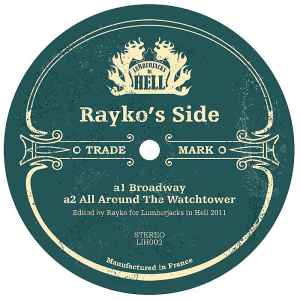 LUMBERJACKS
IN
HELL
Rayko's Side
TRADE MARK
a1 Broadway
a2 All Around The Watchtower
Edited by Rayko for Lumberjacks in Hell 2011
STEREO
LIH002
Manufactured in France